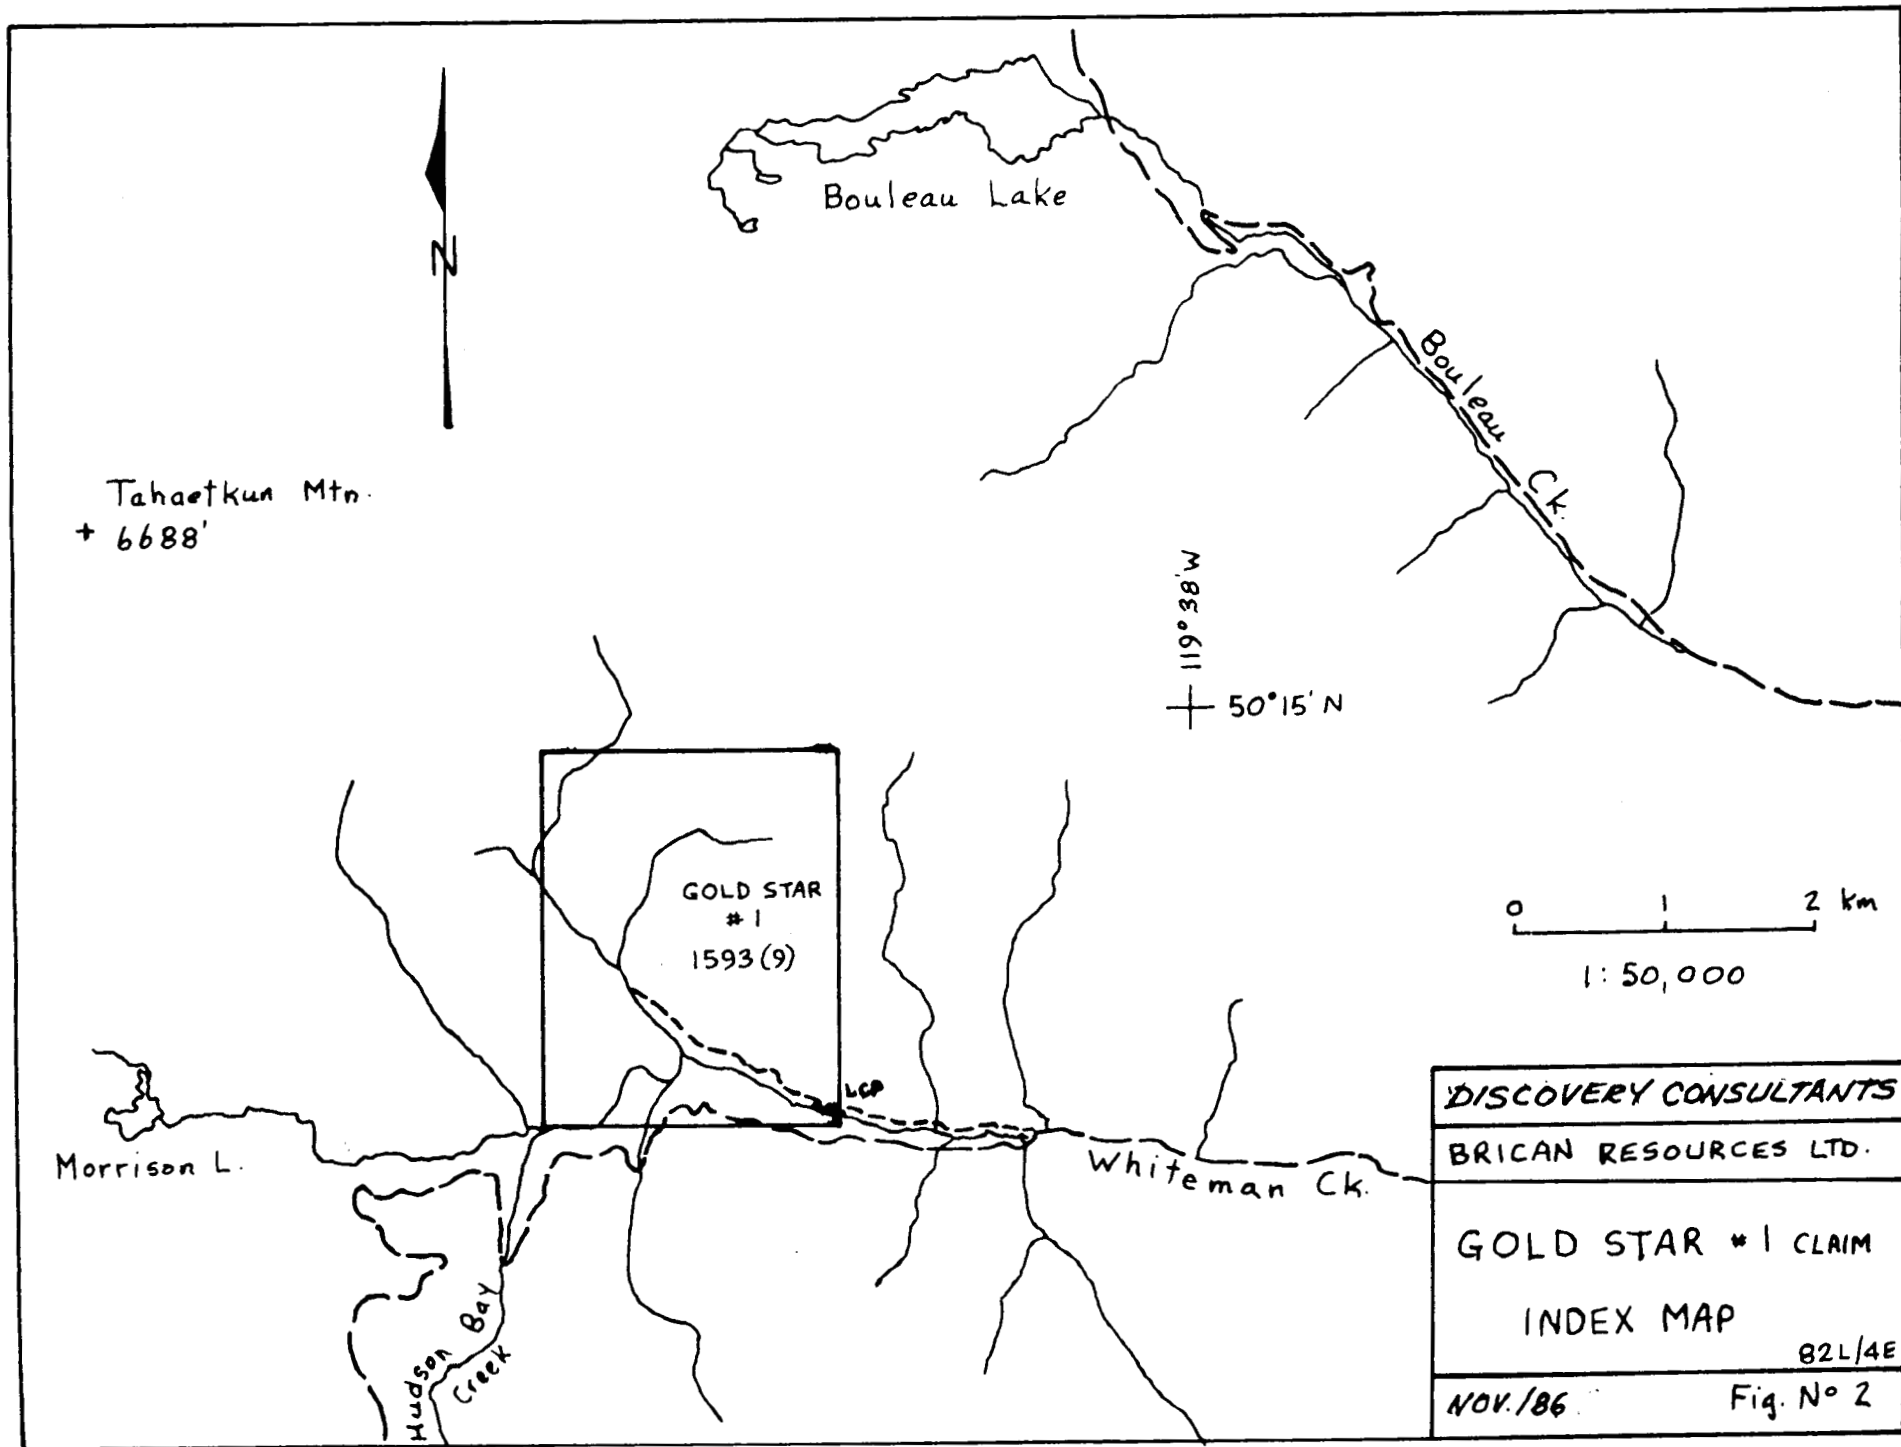 N
Bouleau Lake
Bouleau Ck.
Tahaetkun Mtn.
+ 6688'
119° 38' W
50° 15' N
GOLD STAR
# 1
1593 (9)
0 1 2 km
1 : 50,000
LCP
Morrison L.
Whiteman Ck.
Hudson Bay
Creek
DISCOVERY CONSULTANTS
BRICAN RESOURCES LTD.
GOLD STAR # 1 CLAIM
INDEX MAP
82L/4E
NOV./86 Fig. Nº 2